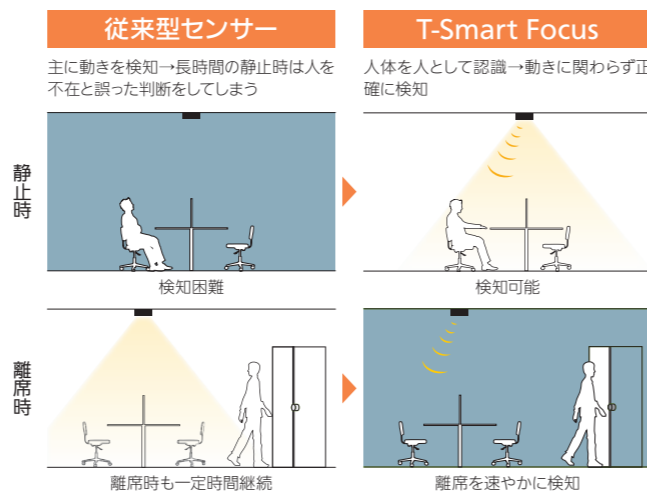 従来型センサー
T-Smart Focus
主に動きを検知→長時間の静止時は人を
不在と誤った判断をしてしまう
人体を人として認識→動きに関わらず正
確に検知
静止時
検知困難
検知可能
離席時
離席時も一定時間継続
離席を速やかに検知